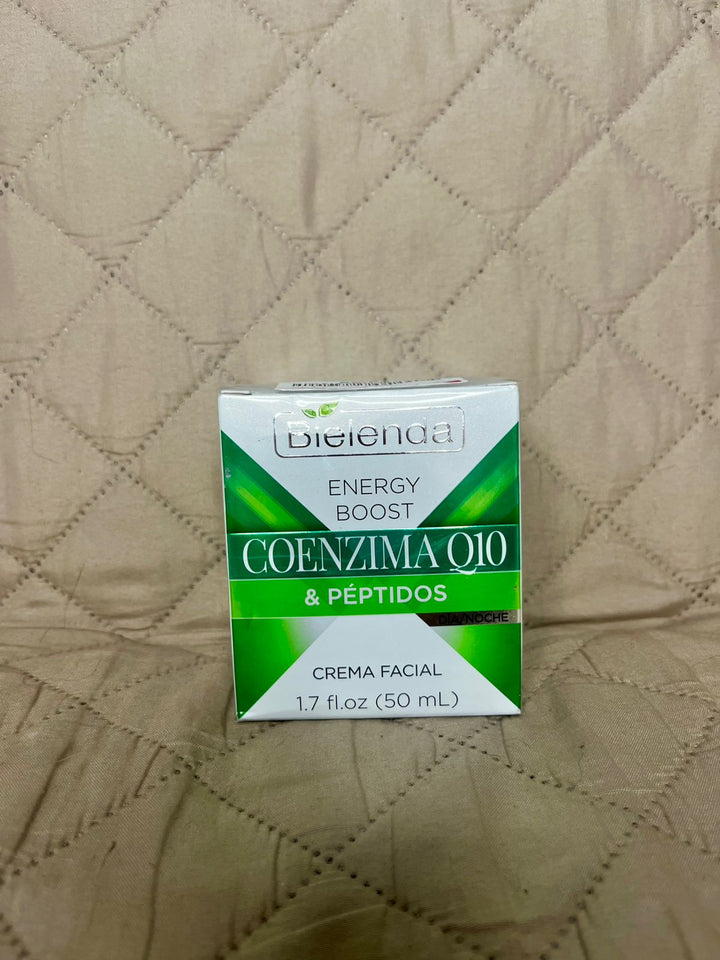 Bielenda
ENERGY
BOOST
COENZIMA Q10
& PÉPTIDOS
DÍA/NOCHE
CREMA FACIAL
1.7 fl.oz (50 mL)